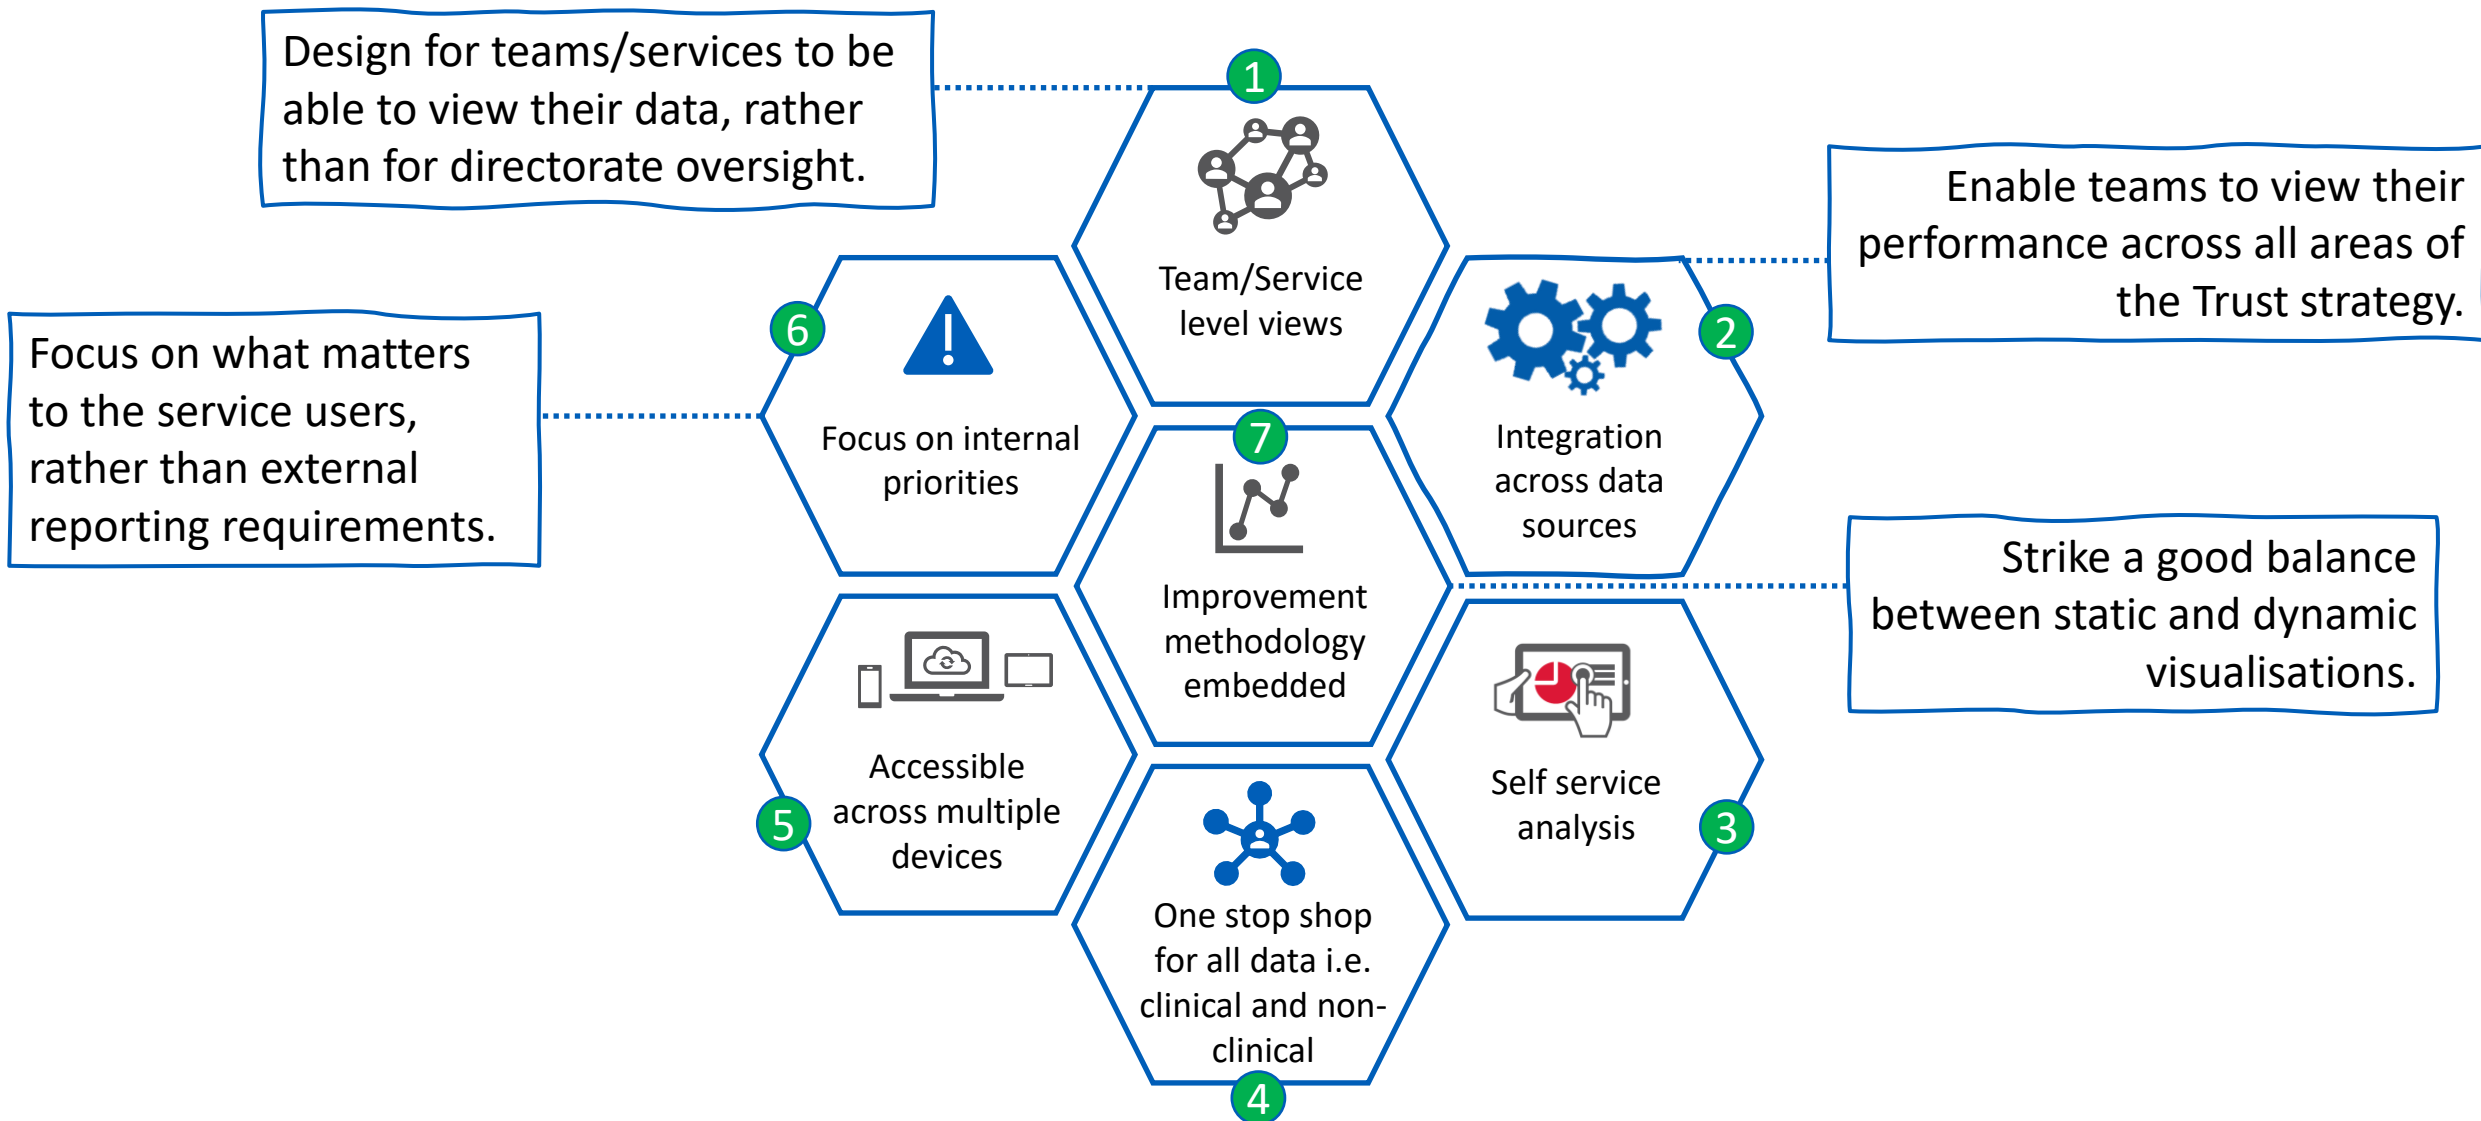 Design for teams/services to be
able to view their data, rather
than for directorate oversight.
1
Team/Service
level views
Enable teams to view their
performance across all areas of
the Trust strategy.
2
Integration
across data
sources
6
Focus on internal
priorities
Focus on what matters
to the service users,
rather than external
reporting requirements.
7
Improvement
methodology
embedded
Strike a good balance
between static and dynamic
visualisations.
3
Self service
analysis
5
Accessible
across multiple
devices
One stop shop
for all data i.e.
clinical and non-
clinical
4